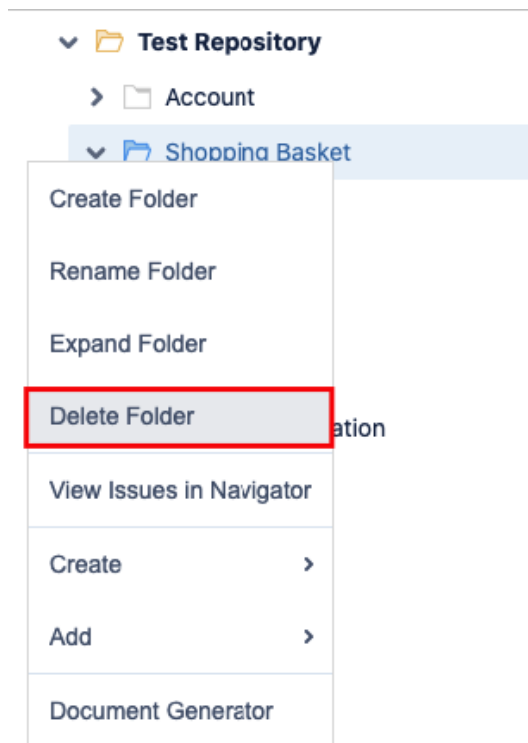 Test Repository
Account
Shopping Basket
Create Folder
Rename Folder
Expand Folder
Delete Folder
ation
View Issues in Navigator
Create
Add
Document Generator